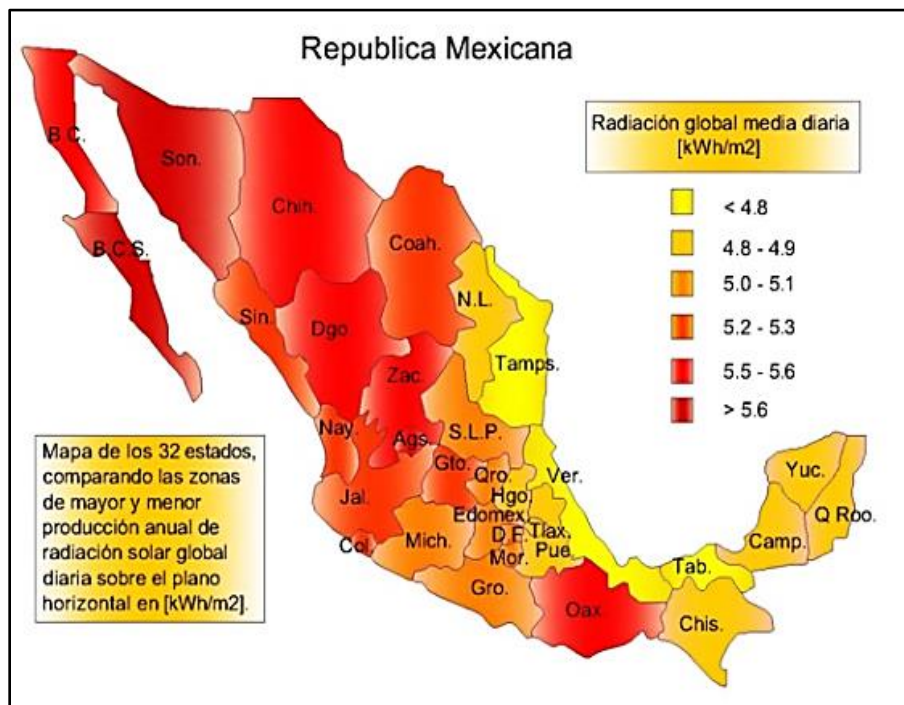 Republica Mexicana
Radiación global media diaria
[kWh/m2]
< 4.8
4.8 - 4.9
5.0 - 5.1
5.2 - 5.3
5.5 - 5.6
> 5.6
B.C.
Son.
Chih.
B.C.S.
Coah.
Sin.
Dgo
N.L.
Zac.
Tamps.
Nay.
Ags.
S.L.P.
Gto.
Qro.
Ver.
Hgo.
Jal.
Edomex.
Col.
Mich.
D.F.
Tlax.
Mor.
Pue.
Gro.
Oax.
Tab.
Chis.
Camp.
Yuc.
Q Roo.
Mapa de los 32 estados,
comparando las zonas
de mayor y menor
producción anual de
radiación solar global
diaria sobre el plano
horizontal en [kWh/m2].